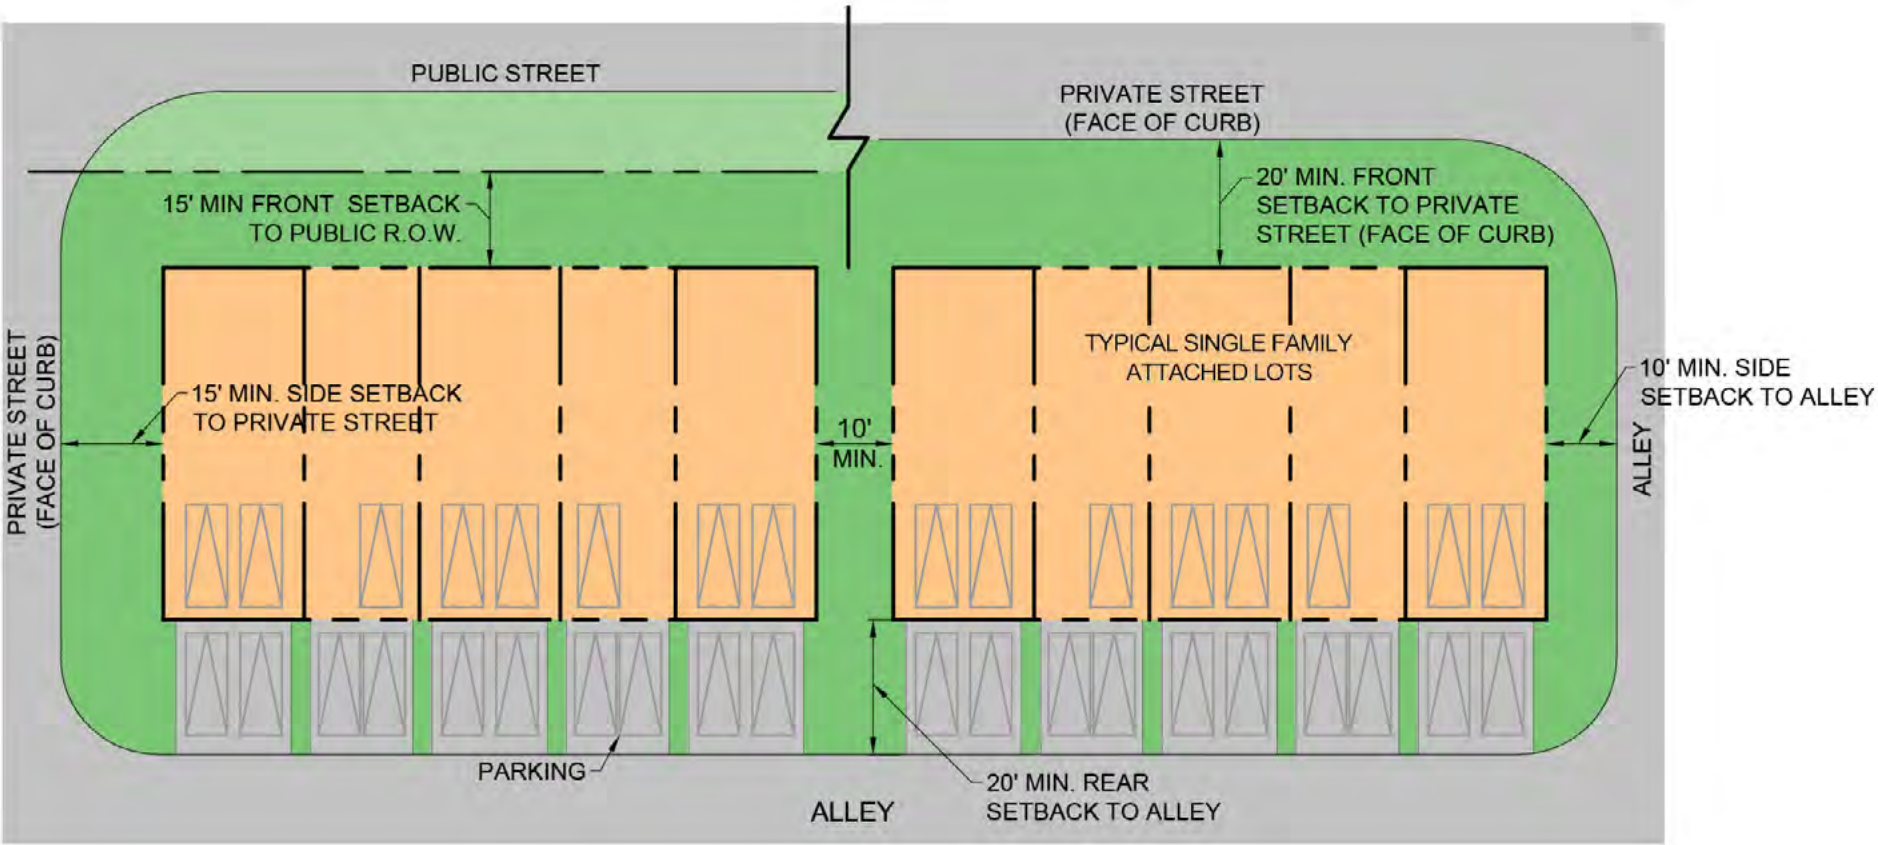 PUBLIC STREET
PRIVATE STREET
(FACE OF CURB)
15' MIN FRONT SETBACK
TO PUBLIC R.O.W.
20' MIN. FRONT
SETBACK TO PRIVATE
STREET (FACE OF CURB)
PRIVATE STREET
(FACE OF CURB)
15' MIN. SIDE SETBACK
TO PRIVATE STREET
10'
MIN.
TYPICAL SINGLE FAMILY
ATTACHED LOTS
10' MIN. SIDE
SETBACK TO ALLEY
ALLEY
PARKING
20' MIN. REAR
SETBACK TO ALLEY
ALLEY